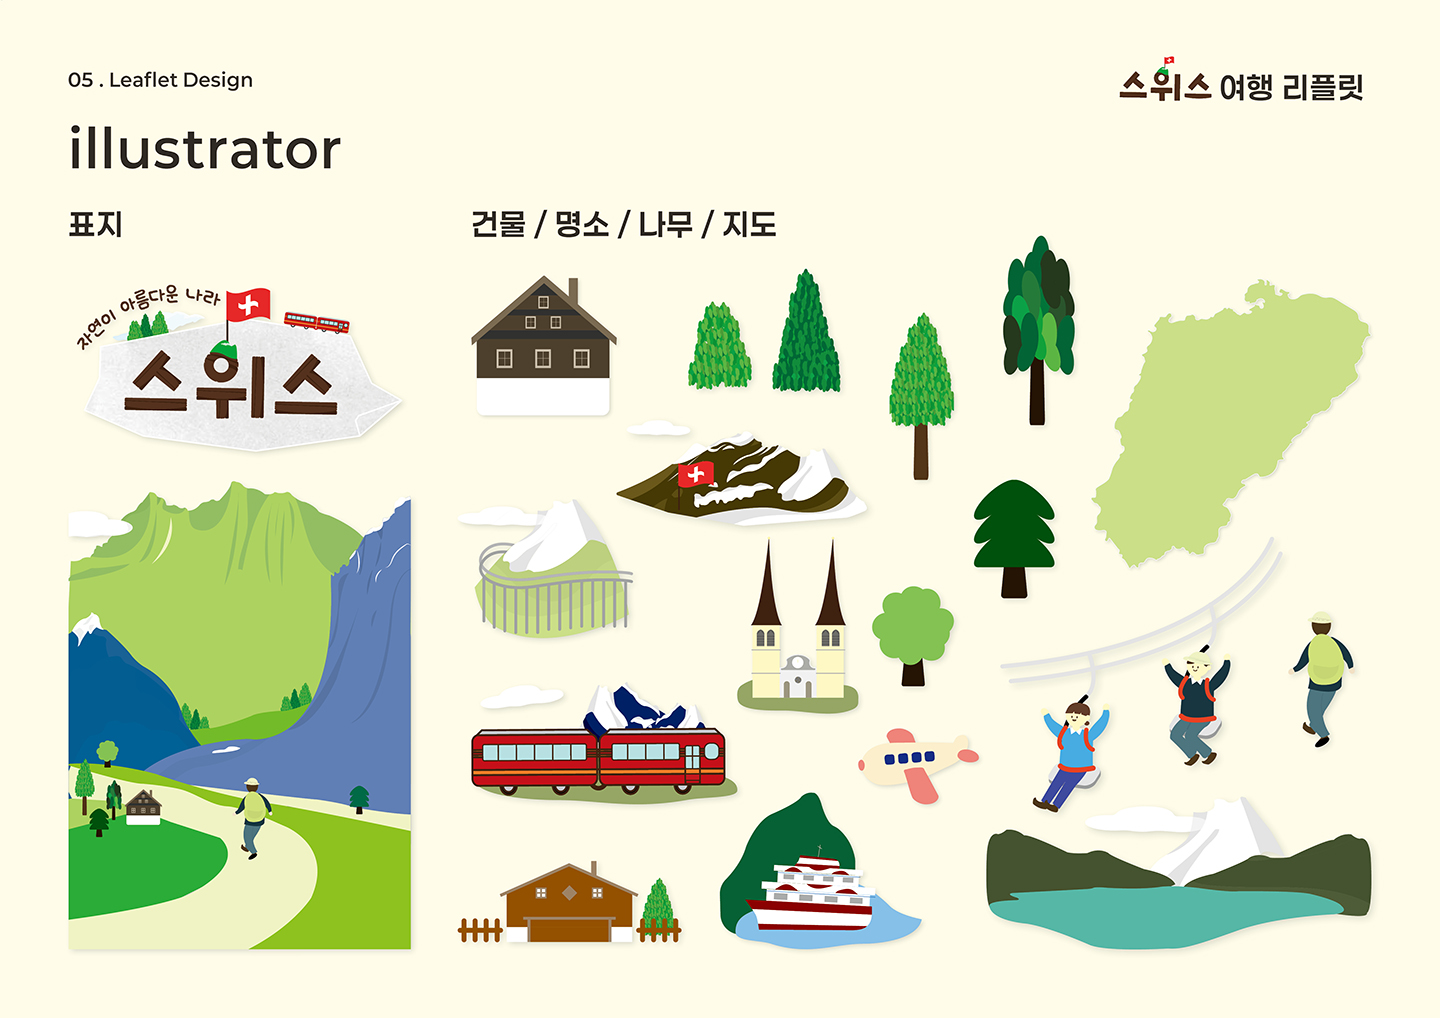 05 . Leaflet Design
스위스 여행 리플릿
illustrator
표지
건물 / 명소 / 나무 / 지도
자연이 아름다운 나라
스위스